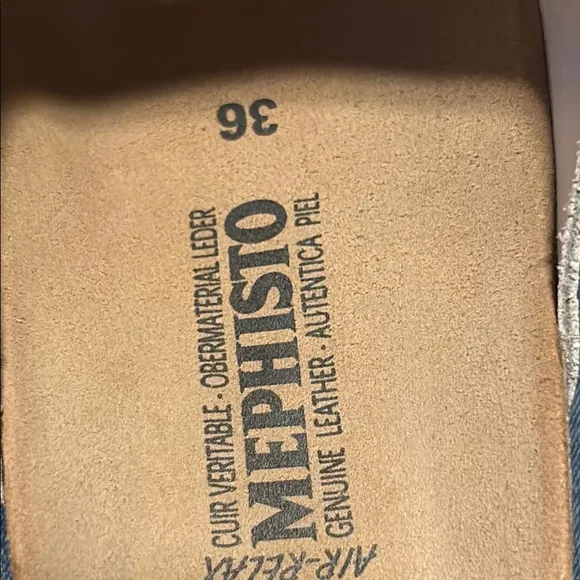 36
CUIR VERITABLE · OBERMATERIAL LEDER
MEPHISTO
GENUINE LEATHER · AUTENTICA PIEL
AIR-RELAX